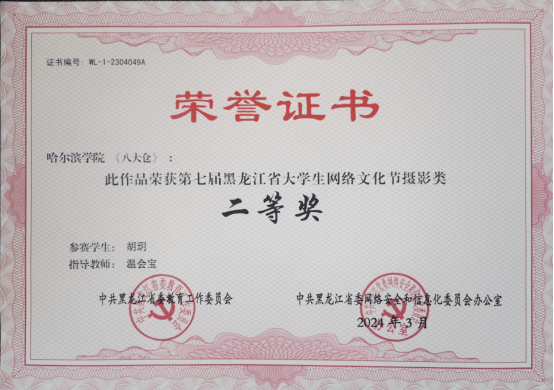 证书编号: WL-1-2304049A
荣誉证书
哈尔滨学院 《八大仓》 :
此作品荣获第七届黑龙江省大学生网络文化节摄影类
二等奖
参赛学生: 胡玥
指导教师: 温会宝
中共黑龙江省委教育工作委员会
中共黑龙江省委网络安全和信息化委员会办公室
2024 年 3 月